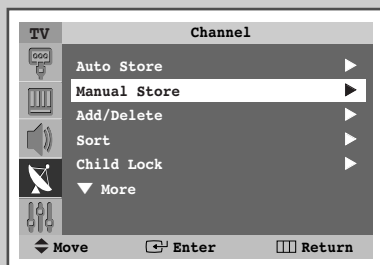 TV Channel
Auto Store
Manual Store
Add/Delete
Sort
Child Lock
More
Move Enter Return